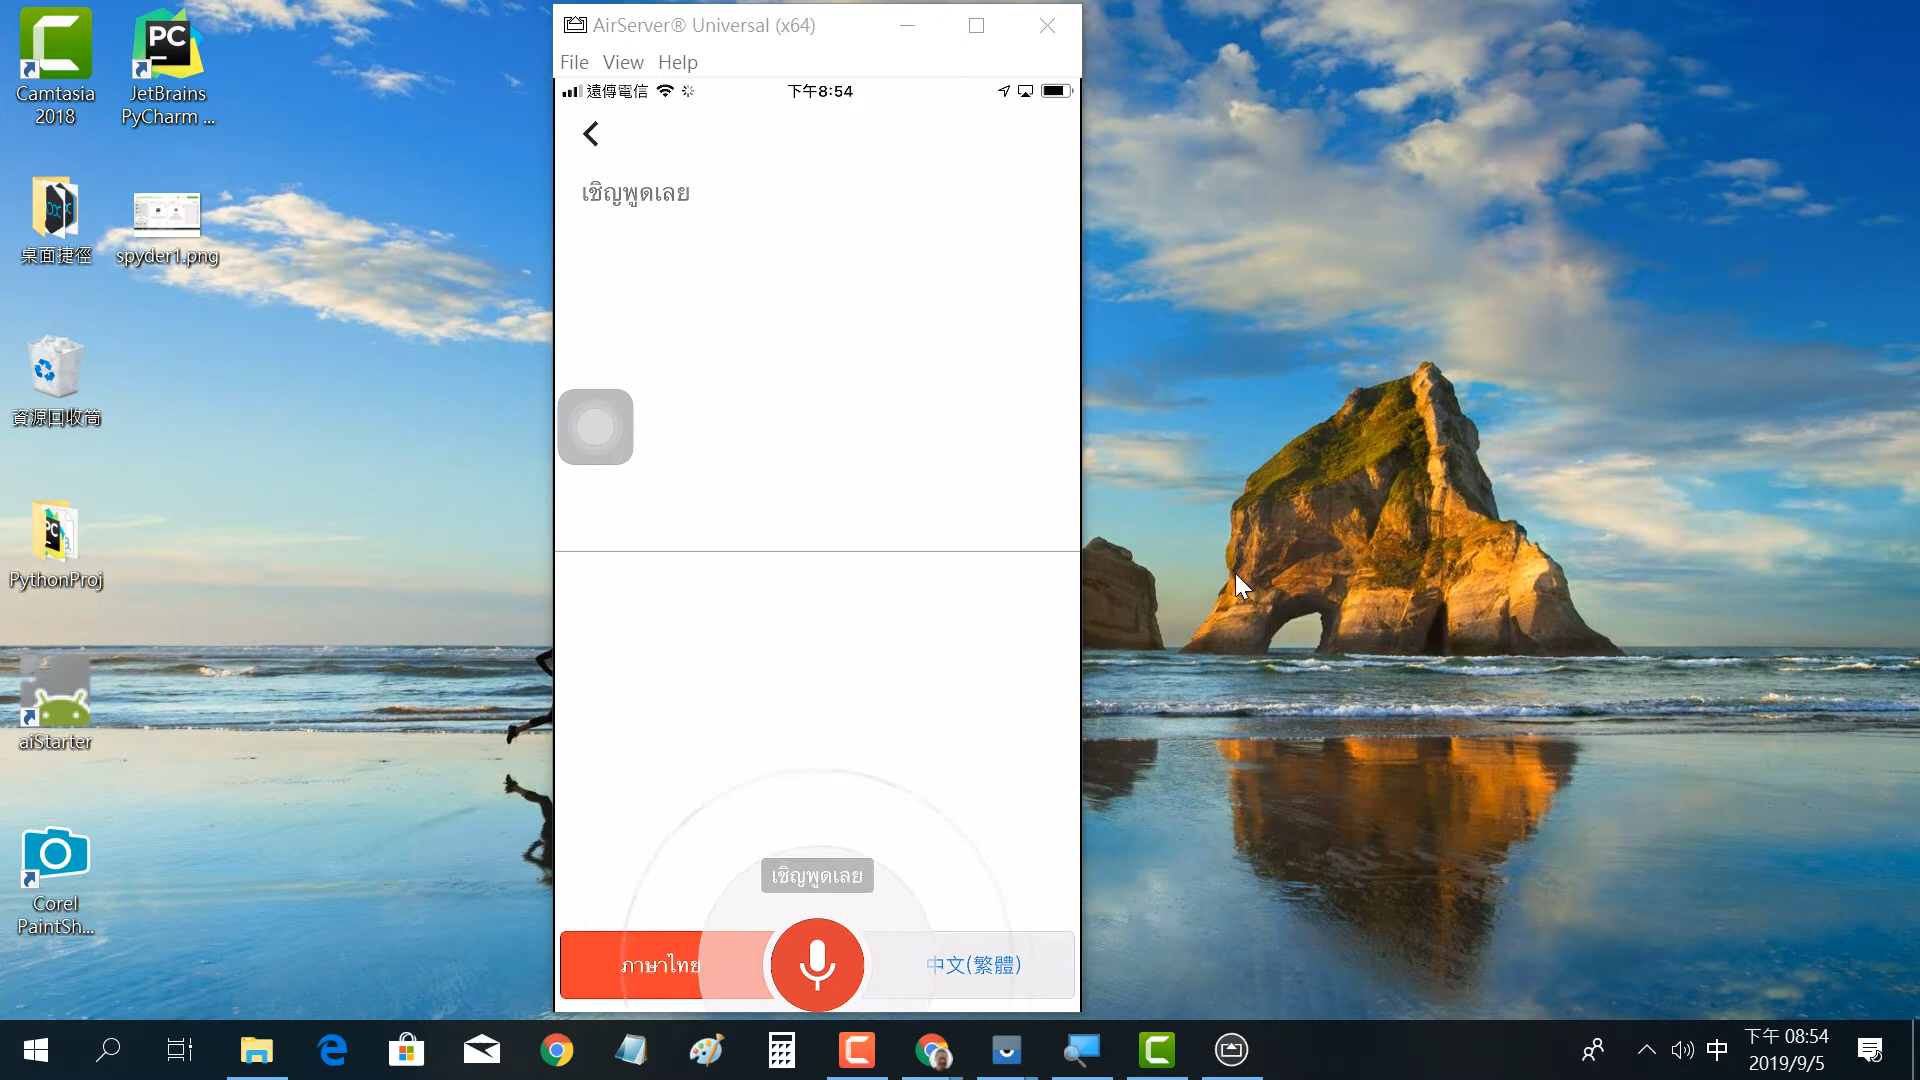 Camtasia
2018
JetBrains
PyCharm ...
桌面捷徑
spyder1.png
資源回收筒
PythonProj
aiStarter
Corel
PaintSh...
AirServer® Universal (x64)
File View Help
遠傳電信 下午8:54
เชิญพูดเลย
เชิญพูดเลย
ภาษาไทย 中文(繁體)
中 下午 08:54
2019/9/5